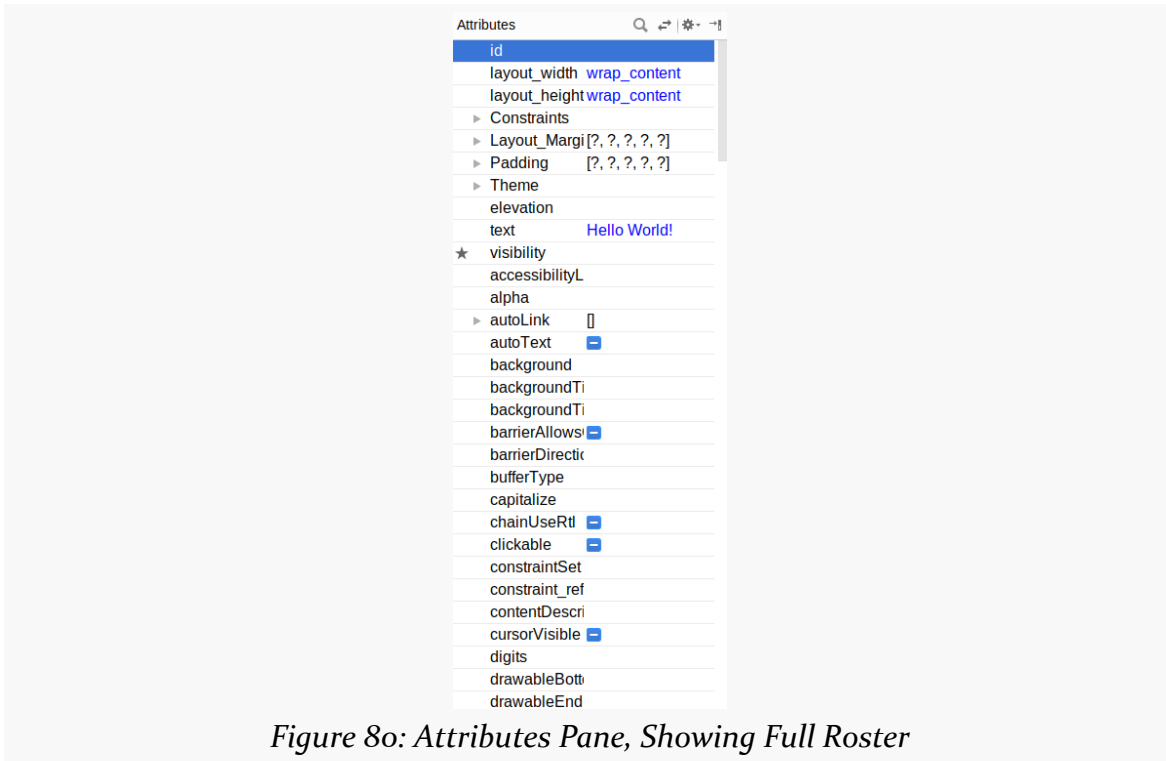 Attributes
id
layout_width wrap_content
layout_height wrap_content
Constraints
Layout_Margi [?, ?, ?, ?, ?]
Padding [?, ?, ?, ?, ?]
Theme
elevation
text Hello World!
visibility
accessibilityL
alpha
autoLink []
autoText
background
backgroundTi
backgroundTi
barrierAllows
barrierDirectic
bufferType
capitalize
chainUseRtl
clickable
constraintSet
constraint_ref
contentDescri
cursorVisible
digits
drawableBott
drawableEnd
Figure 80: Attributes Pane, Showing Full Roster